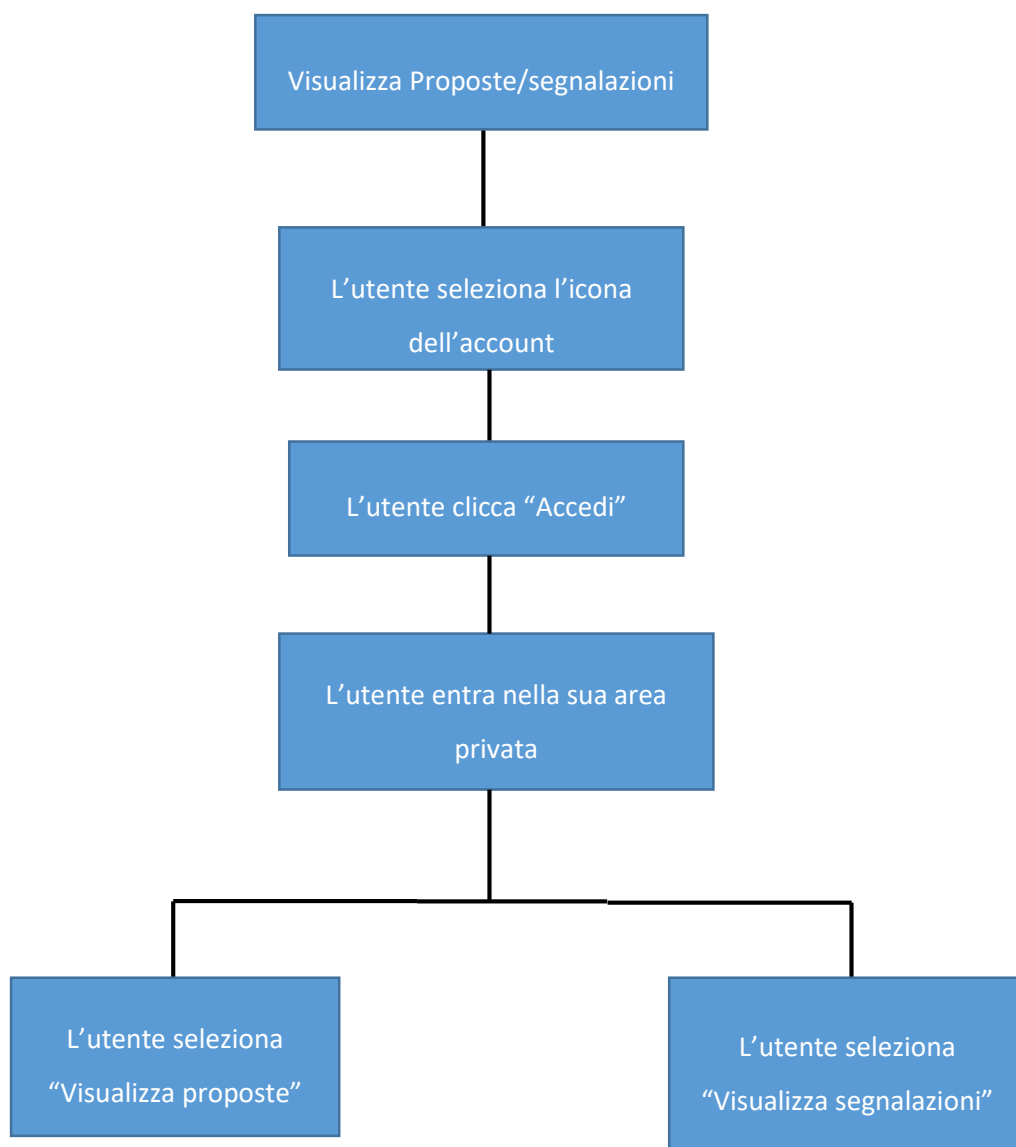 Visualizza Proposte/segnalazioni
L’utente seleziona l’icona
dell’account
L’utente clicca “Accedi”
L’utente entra nella sua area
privata
L’utente seleziona
“Visualizza proposte”
L’utente seleziona
“Visualizza segnalazioni”